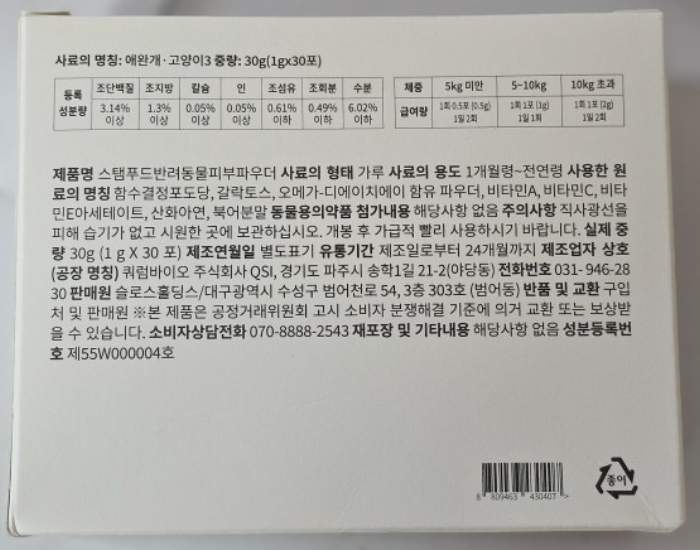 사료의 명칭: 애완개·고양이3 중량: 30g(1gx30포)
등록 성분량 조단백질 조지방 칼슘 인 조섬유 조회분 수분
3.14% 이상 1.3% 이상 0.05% 이상 0.05% 이상 0.61% 이하 0.49% 이하 6.02% 이하
체중 5kg 미만 5~10kg 10kg 초과
급여량 1회 0.5포 (0.5g) 1일 2회 1회 1포 (1g) 1일 1회 1회 1포 (2g) 1일 2회
제품명 스탬푸드반려동물피부파우더 사료의 형태 가루 사료의 용도 1개월령~전연령 사용한 원
료의 명칭 함수결정포도당, 갈락토스, 오메가-디에이치에이 함유 파우더, 비타민A, 비타민C, 비타
민E아세테이트, 산화아연, 북어분말 동물용의약품 첨가내용 해당사항 없음 주의사항 직사광선을
피해 습기가 없고 시원한 곳에 보관하십시오. 개봉 후 가급적 빨리 사용하시기 바랍니다. 실제 중
량 30g (1 g X 30 포) 제조연월일 별도표기 유통기간 제조일로부터 24개월까지 제조업자 상호
(공장 명칭) 쿼럼바이오 주식회사 QSI, 경기도 파주시 송학1길 21-2(야당동) 전화번호 031- 946-28
30 판매원 슬로스홀딩스/대구광역시 수성구 범어천로 54, 3층 303호 (범어동) 반품 및 교환 구입
처 및 판매원 ※본 제품은 공정거래위원회 고시 소비자 분쟁해결 기준에 의거 교환 또는 보상받
을 수 있습니다. 소비자상담전화 070-8888-2543 재포장 및 기타내용 해당사항 없음 성분등록번
호 제55W000004호
8 809463 430407 >
종이